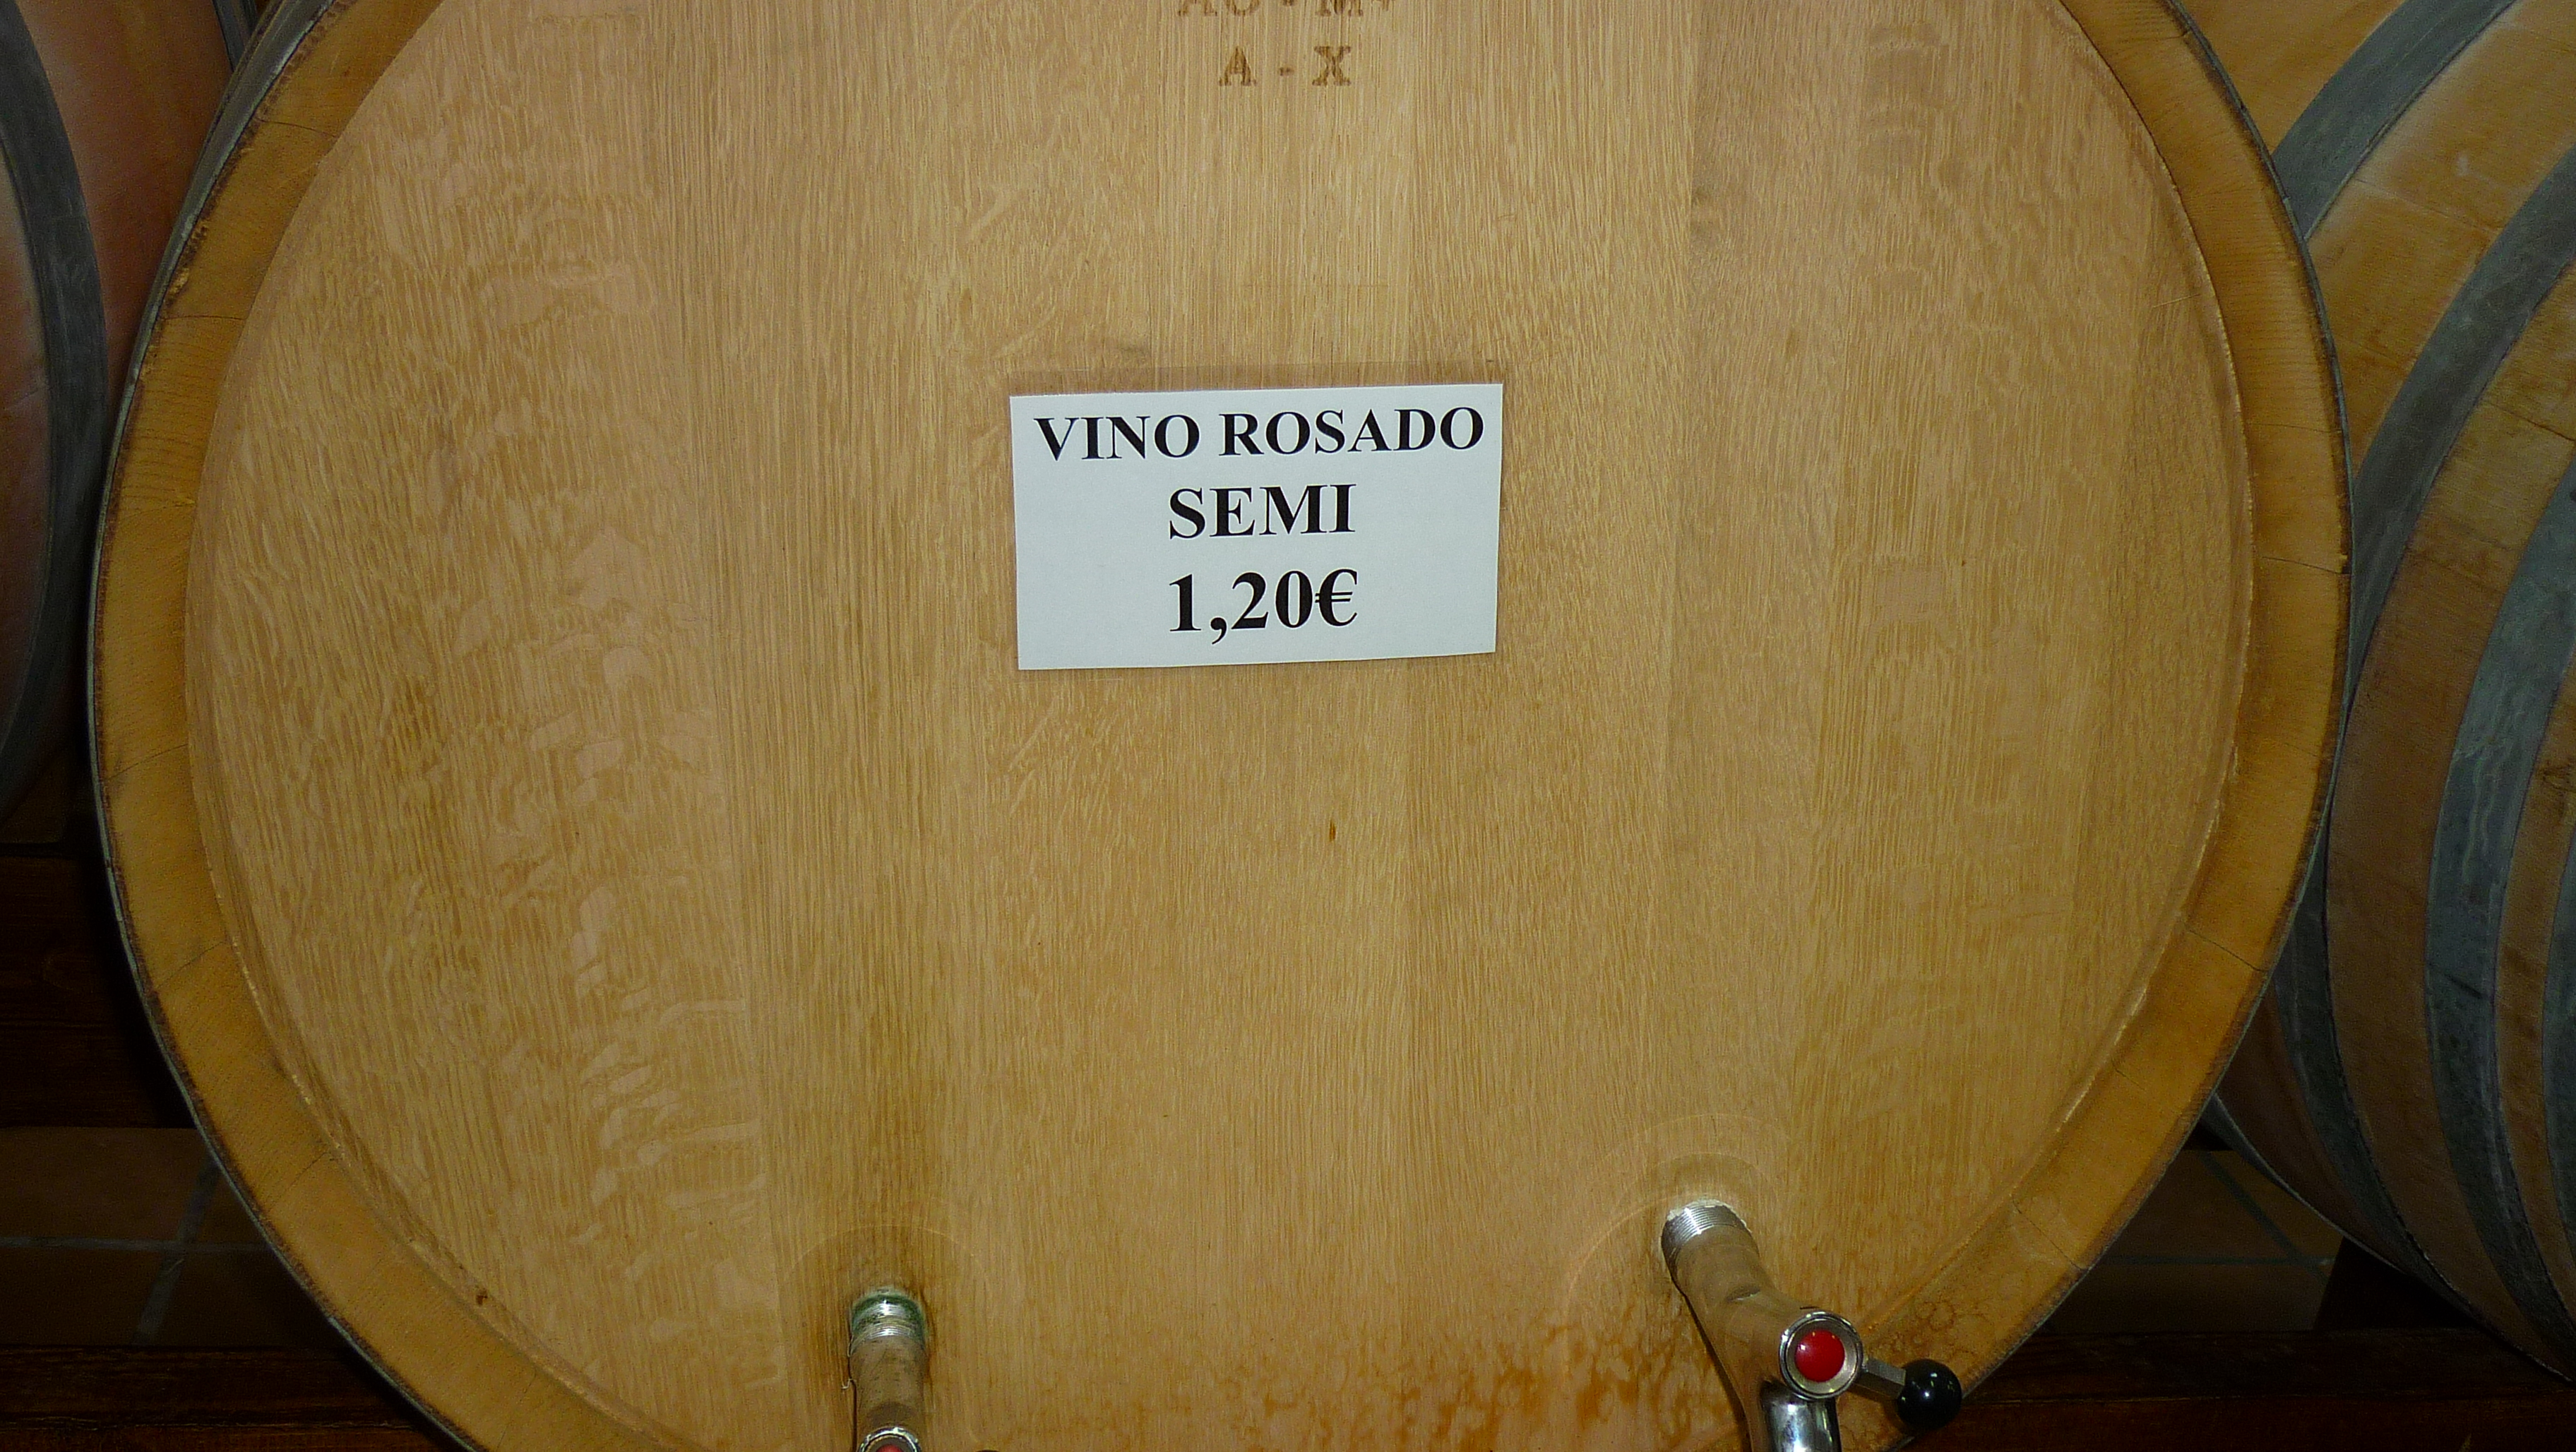 A - X
VINO ROSADO
SEMI
1,20€